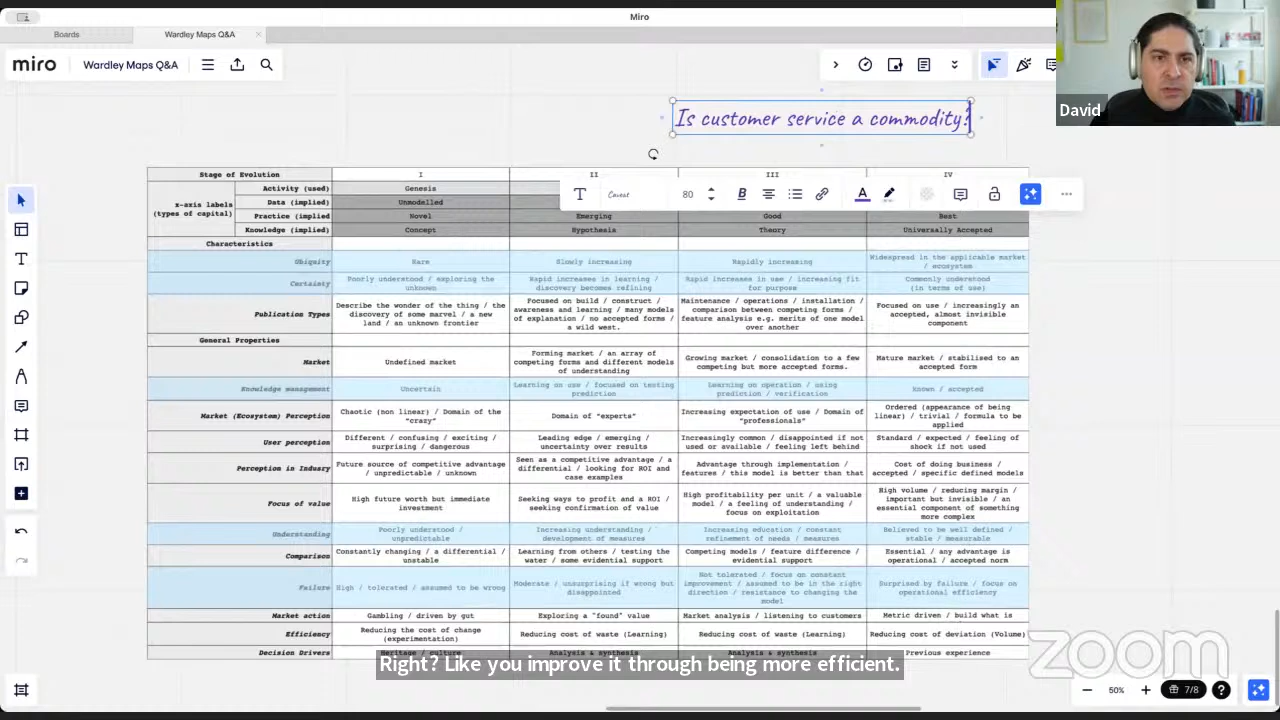 Miro
Boards
Wardley Maps Q&A
miro
Wardley Maps Q&A
David
Is customer service a commodity?
Caveat
80
Stage of Evolution I II III IV
x-axis labels
(types of capital)
Activity (used) Genesis
Data (implied) Unmodelled
Practice (implied Novel Emerging Good Best
Knowledge (implied) Concept Hypothesis Theory Universally Accepted
Characteristics
Ubiquity Rare Slowly increasing Rapidly increasing Widespread in the applicable market / ecosystem
Certainty Poorly understood / exploring the unknown Rapid increases in learning / discovery becomes refining Rapid increases in use / increasing fit for purpose Commonly understood (in terms of use)
Publication Types Describe the wonder of the thing / the discovery of some marvel / a new land / an unknown frontier Focused on build / construct / awareness and learning / many models of explanation / no accepted forms / a wild west. Maintenance / operations / installation / comparison between competing forms / feature analysis e.g. merits of one model over another Focused on use / increasingly an accepted, almost invisible component
General Properties
Market Undefined market Forming market / an array of competing forms and different models of understanding Growing market / consolidation to a few competing but more accepted forms. Mature market / stabilised to an accepted form
Knowledge management Uncertain Learning on use / focused on testing prediction Learning on operation / using prediction / verification Known / accepted
Market (Ecosystem) Perception Chaotic (non linear) / Domain of the "crazy" Domain of "experts" Increasing expectation of use / Domain of "professionals" Ordered (appearance of being linear) / trivial / formula to be applied
User perception Different / confusing / exciting / surprising / dangerous Leading edge / emerging / uncertainty over results Increasingly common / disappointed if not used or available / feeling left behind Standard / expected / feeling of shock if not used
Perception in Indusry Future source of competitive advantage / unpredictable / unknown Seen as a competitive advantage / a differential / looking for ROI and case examples Advantage through implementation / features / this model is better than that Cost of doing business / accepted / specific defined models
Focus of value High future worth but immediate investment Seeking ways to profit and a ROI / seeking confirmation of value High profitability per unit / a valuable model / a feeling of understanding / focus on exploitation High volume / reducing margin / important but invisible / an essential component of something more complex
Understanding Poorly understood / unpredictable Increasing understanding / development of measures Increasing education / constant refinement of needs / measures Believed to be well defined / stable / measurable
Comparison Constantly changing / a differential / unstable Learning from others / testing the water / some evidential support Competing models / feature difference / evidential support Essential / any advantage is operational / accepted norm
Failure High / tolerated / assumed to be wrong Moderate / unsurprising if wrong but disappointed Not tolerated / focus on constant improvement / assumed to be in the right direction / resistance to changing the model Surprised by failure / focus on operational efficiency
Market action Gambling / driven by gut Exploring a "found" value Market analysis / listening to customers Metric driven / build what is
Efficiency Reducing the cost of change (experimentation) Reducing cost of waste (Learning) Reducing cost of waste (Learning) Reducing cost of deviation (Volume)
Decision Drivers Heritage / culture Analysis & synthesis Analysis & synthesis Previous experience
Right? Like you improve it through being more efficient.
zoom
50%
7/8